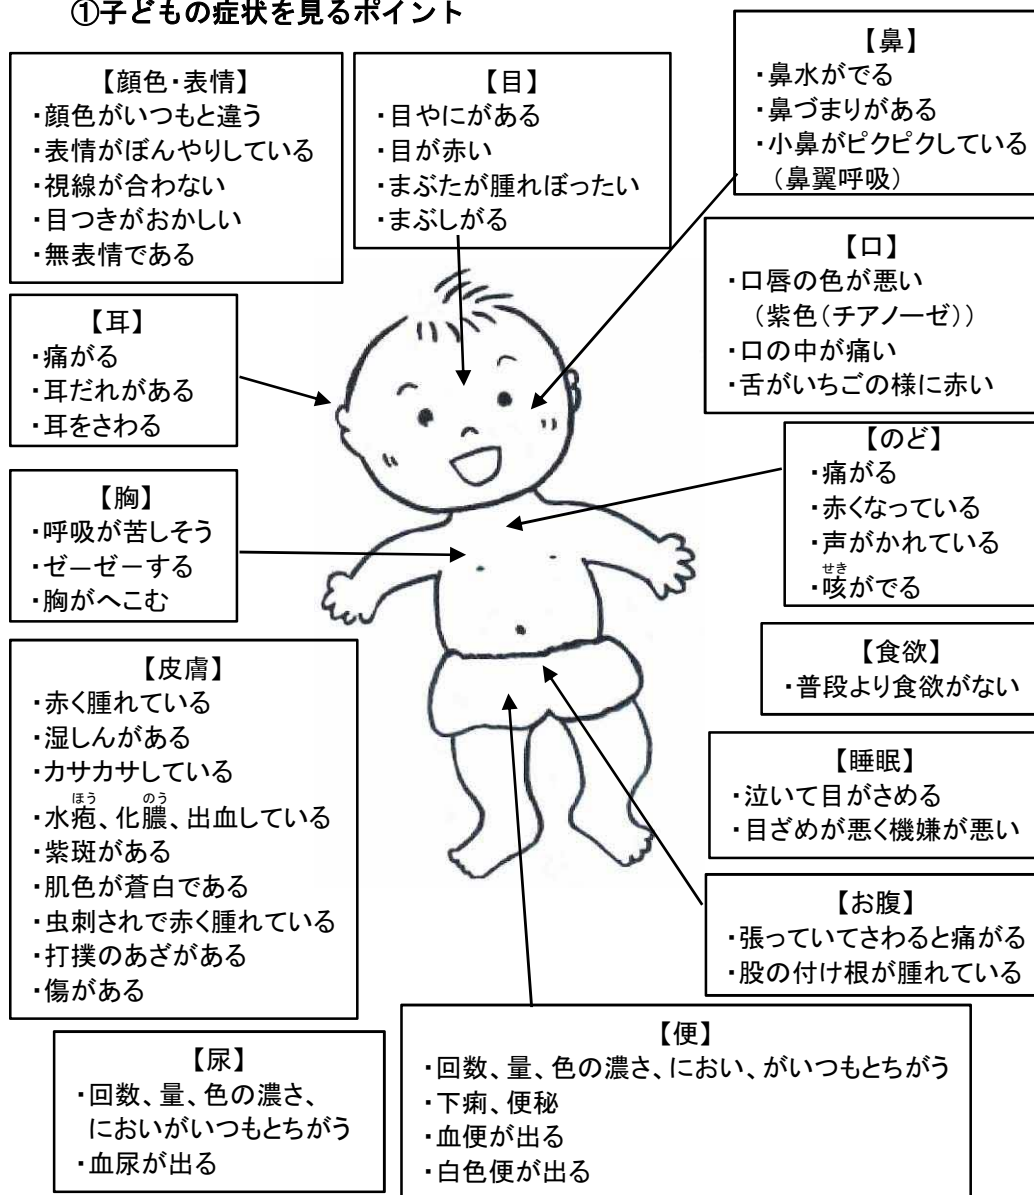 ①子どもの症状を見るポイント
【顔色・表情】
・顔色がいつもと違う
・表情がぼんやりしている
・視線が合わない
・目つきがおかしい
・無表情である
【目】
・目やにがある
・目が赤い
・まぶたが腫れぼったい
・まぶしがる
【鼻】
・鼻水がでる
・鼻づまりがある
・小鼻がピクピクしている
（鼻翼呼吸）
【耳】
・痛がる
・耳だれがある
・耳をさわる
【口】
・口唇の色が悪い
（紫色（チアノーゼ））
・口の中が痛い
・舌がいちごの様に赤い
【胸】
・呼吸が苦しそう
・ゼーゼーする
・胸がへこむ
【のど】
・痛がる
・赤くなっている
・声がかれている
せき
・咳がでる
【皮膚】
・赤く腫れている
・湿しんがある
・カサカサしている
ほう のう
・水疱、化膿、出血している
・紫斑がある
・肌色が蒼白である
・虫刺されで赤く腫れている
・打撲のあざがある
・傷がある
【食欲】
・普段より食欲がない
【睡眠】
・泣いて目がさめる
・目ざめが悪く機嫌が悪い
【お腹】
・張っていてさわると痛がる
・股の付け根が腫れている
【尿】
・回数、量、色の濃さ、
においがいつもとちがう
・血尿が出る
【便】
・回数、量、色の濃さ、におい、がいつもとちがう
・下痢、便秘
・血便が出る
・白色便が出る